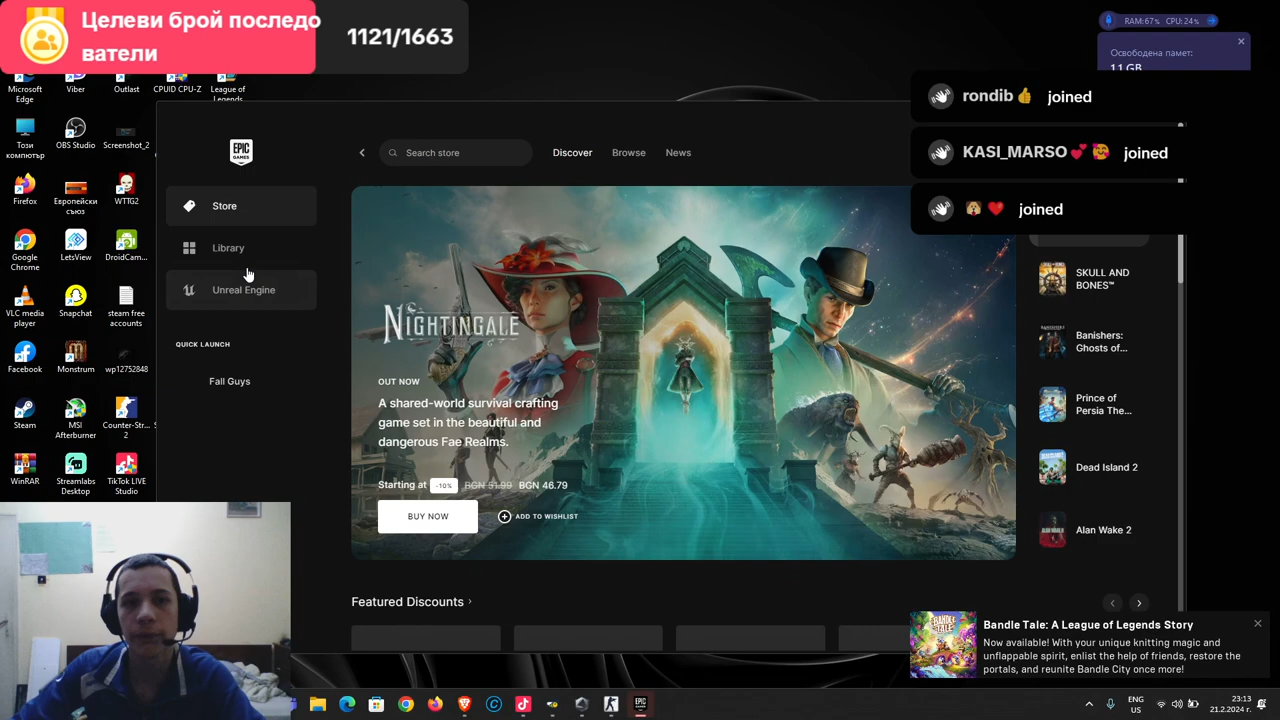 Целеви брой последо
ватели
1121/1663
RAM:67% CPU:24%
Освободена памет:
1.1 GB
rondib👍 joined
KASI_MARSO💕🥰 joined
joined
Microsoft
Edge
Viber
Outlast
CPUID CPU-Z
League of
Legends
Този
компютър
OBS Studio
Screenshot_2
Firefox
Европейски
съюз
WTTG2
Google
Chrome
LetsView
DroidCam...
VLC media
player
Snapchat
steam free
accounts
Facebook
Monstrum
wp12752848
Steam
MSI
Afterburner
Counter-Str...
2
WinRAR
Streamlabs
Desktop
TikTok LIVE
Studio
EPIC
GAMES
Store
Library
Unreal Engine
QUICK LAUNCH
Fall Guys
Search store
Discover
Browse
News
NIGHTINGALE
OUT NOW
A shared-world survival crafting
game set in the beautiful and
dangerous Fae Realms.
Starting at -10% BGN 51.99 BGN 46.79
BUY NOW
ADD TO WISHLIST
SKULL AND
BONES™
Banishers:
Ghosts of...
Prince of
Persia The...
Dead Island 2
Alan Wake 2
Featured Discounts
Bandle Tale: A League of Legends Story
Now available! With your unique knitting magic and
unflappable spirit, enlist the help of friends, restore the
portals, and reunite Bandle City once more!
ENG
US
23:13
21.2.2024 г.